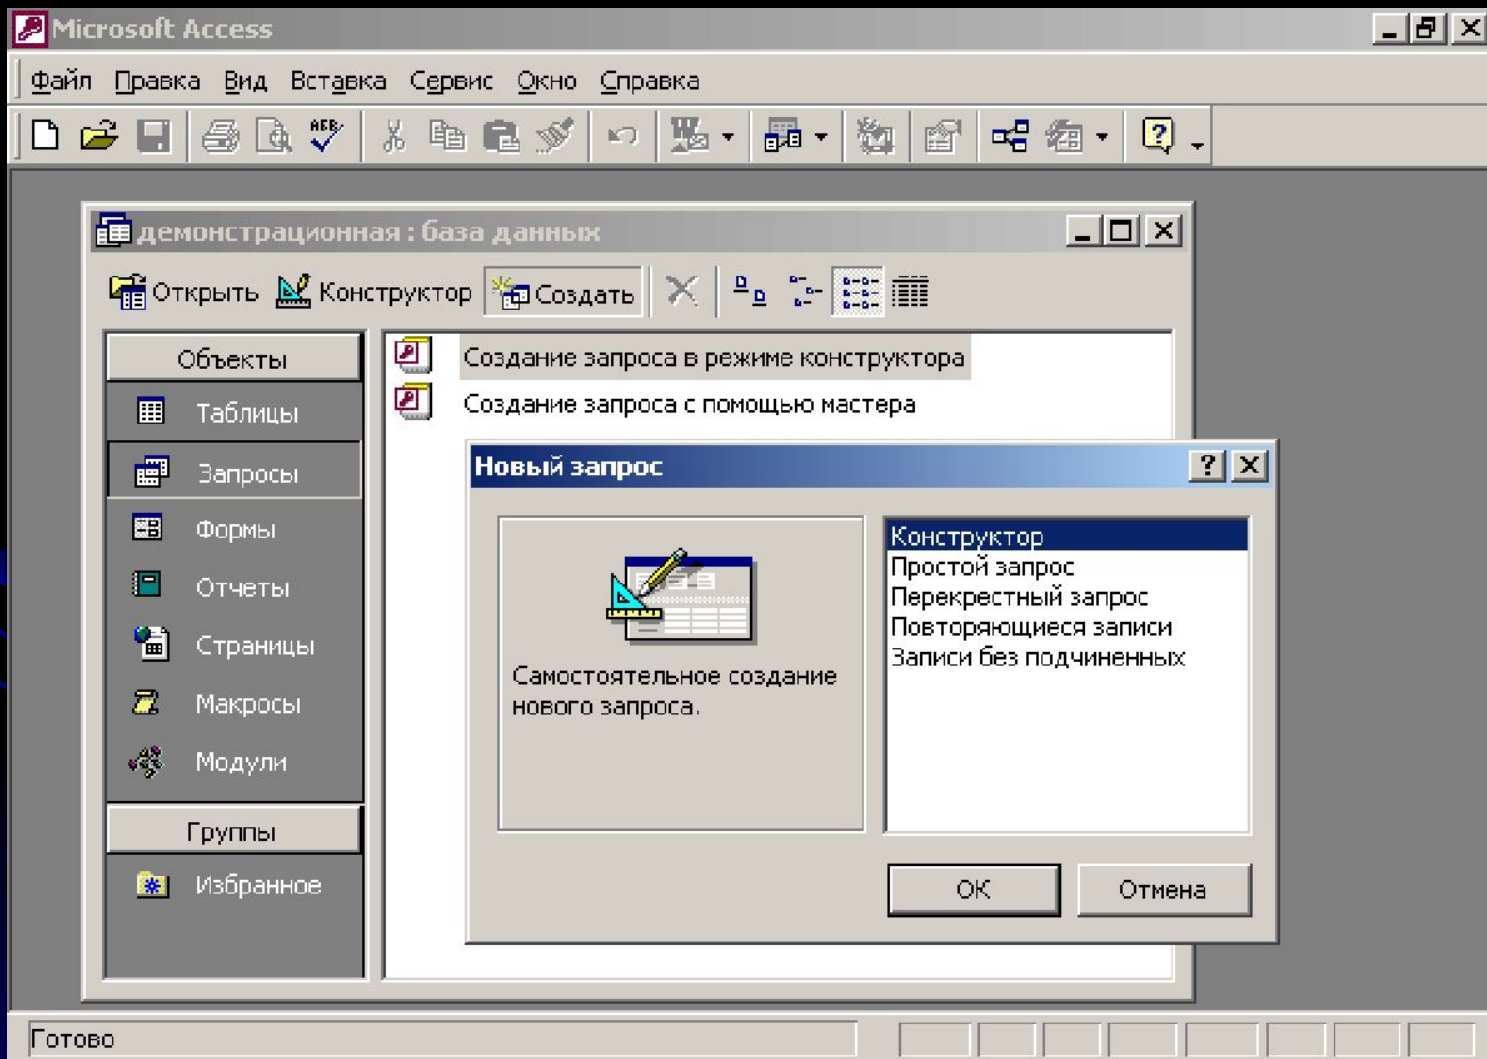 Microsoft Access
Файл Правка Вид Вставка Сервис Окно Справка
демонстрационная : база данных
Открыть Конструктор Создать
Объекты
Таблицы
Запросы
Формы
Отчеты
Страницы
Макросы
Модули
Группы
Избранное
Создание запроса в режиме конструктора
Создание запроса с помощью мастера
Новый запрос
Самостоятельное создание
нового запроса.
Конструктор
Простой запрос
Перекрестный запрос
Повторяющиеся записи
Записи без подчиненных
ОК Отмена
Готово